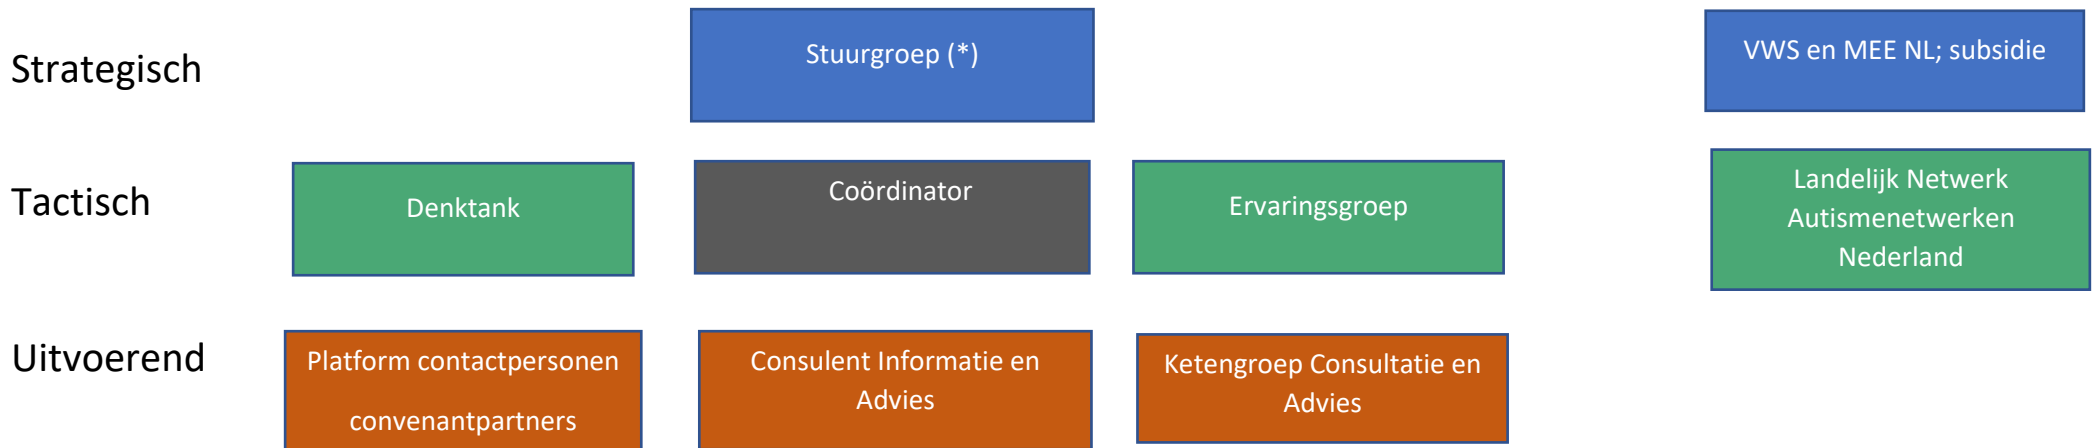 Strategisch
Stuurgroep (*)
VWS en MEE NL; subsidie
Tactisch
Denktank
Coördinator
Ervaringsgroep
Landelijk Netwerk
Autismenetwerken
Nederland
Uitvoerend
Platform contactpersonen
convenantpartners
Consulent Informatie en
Advies
Ketengroep Consultatie en
Advies